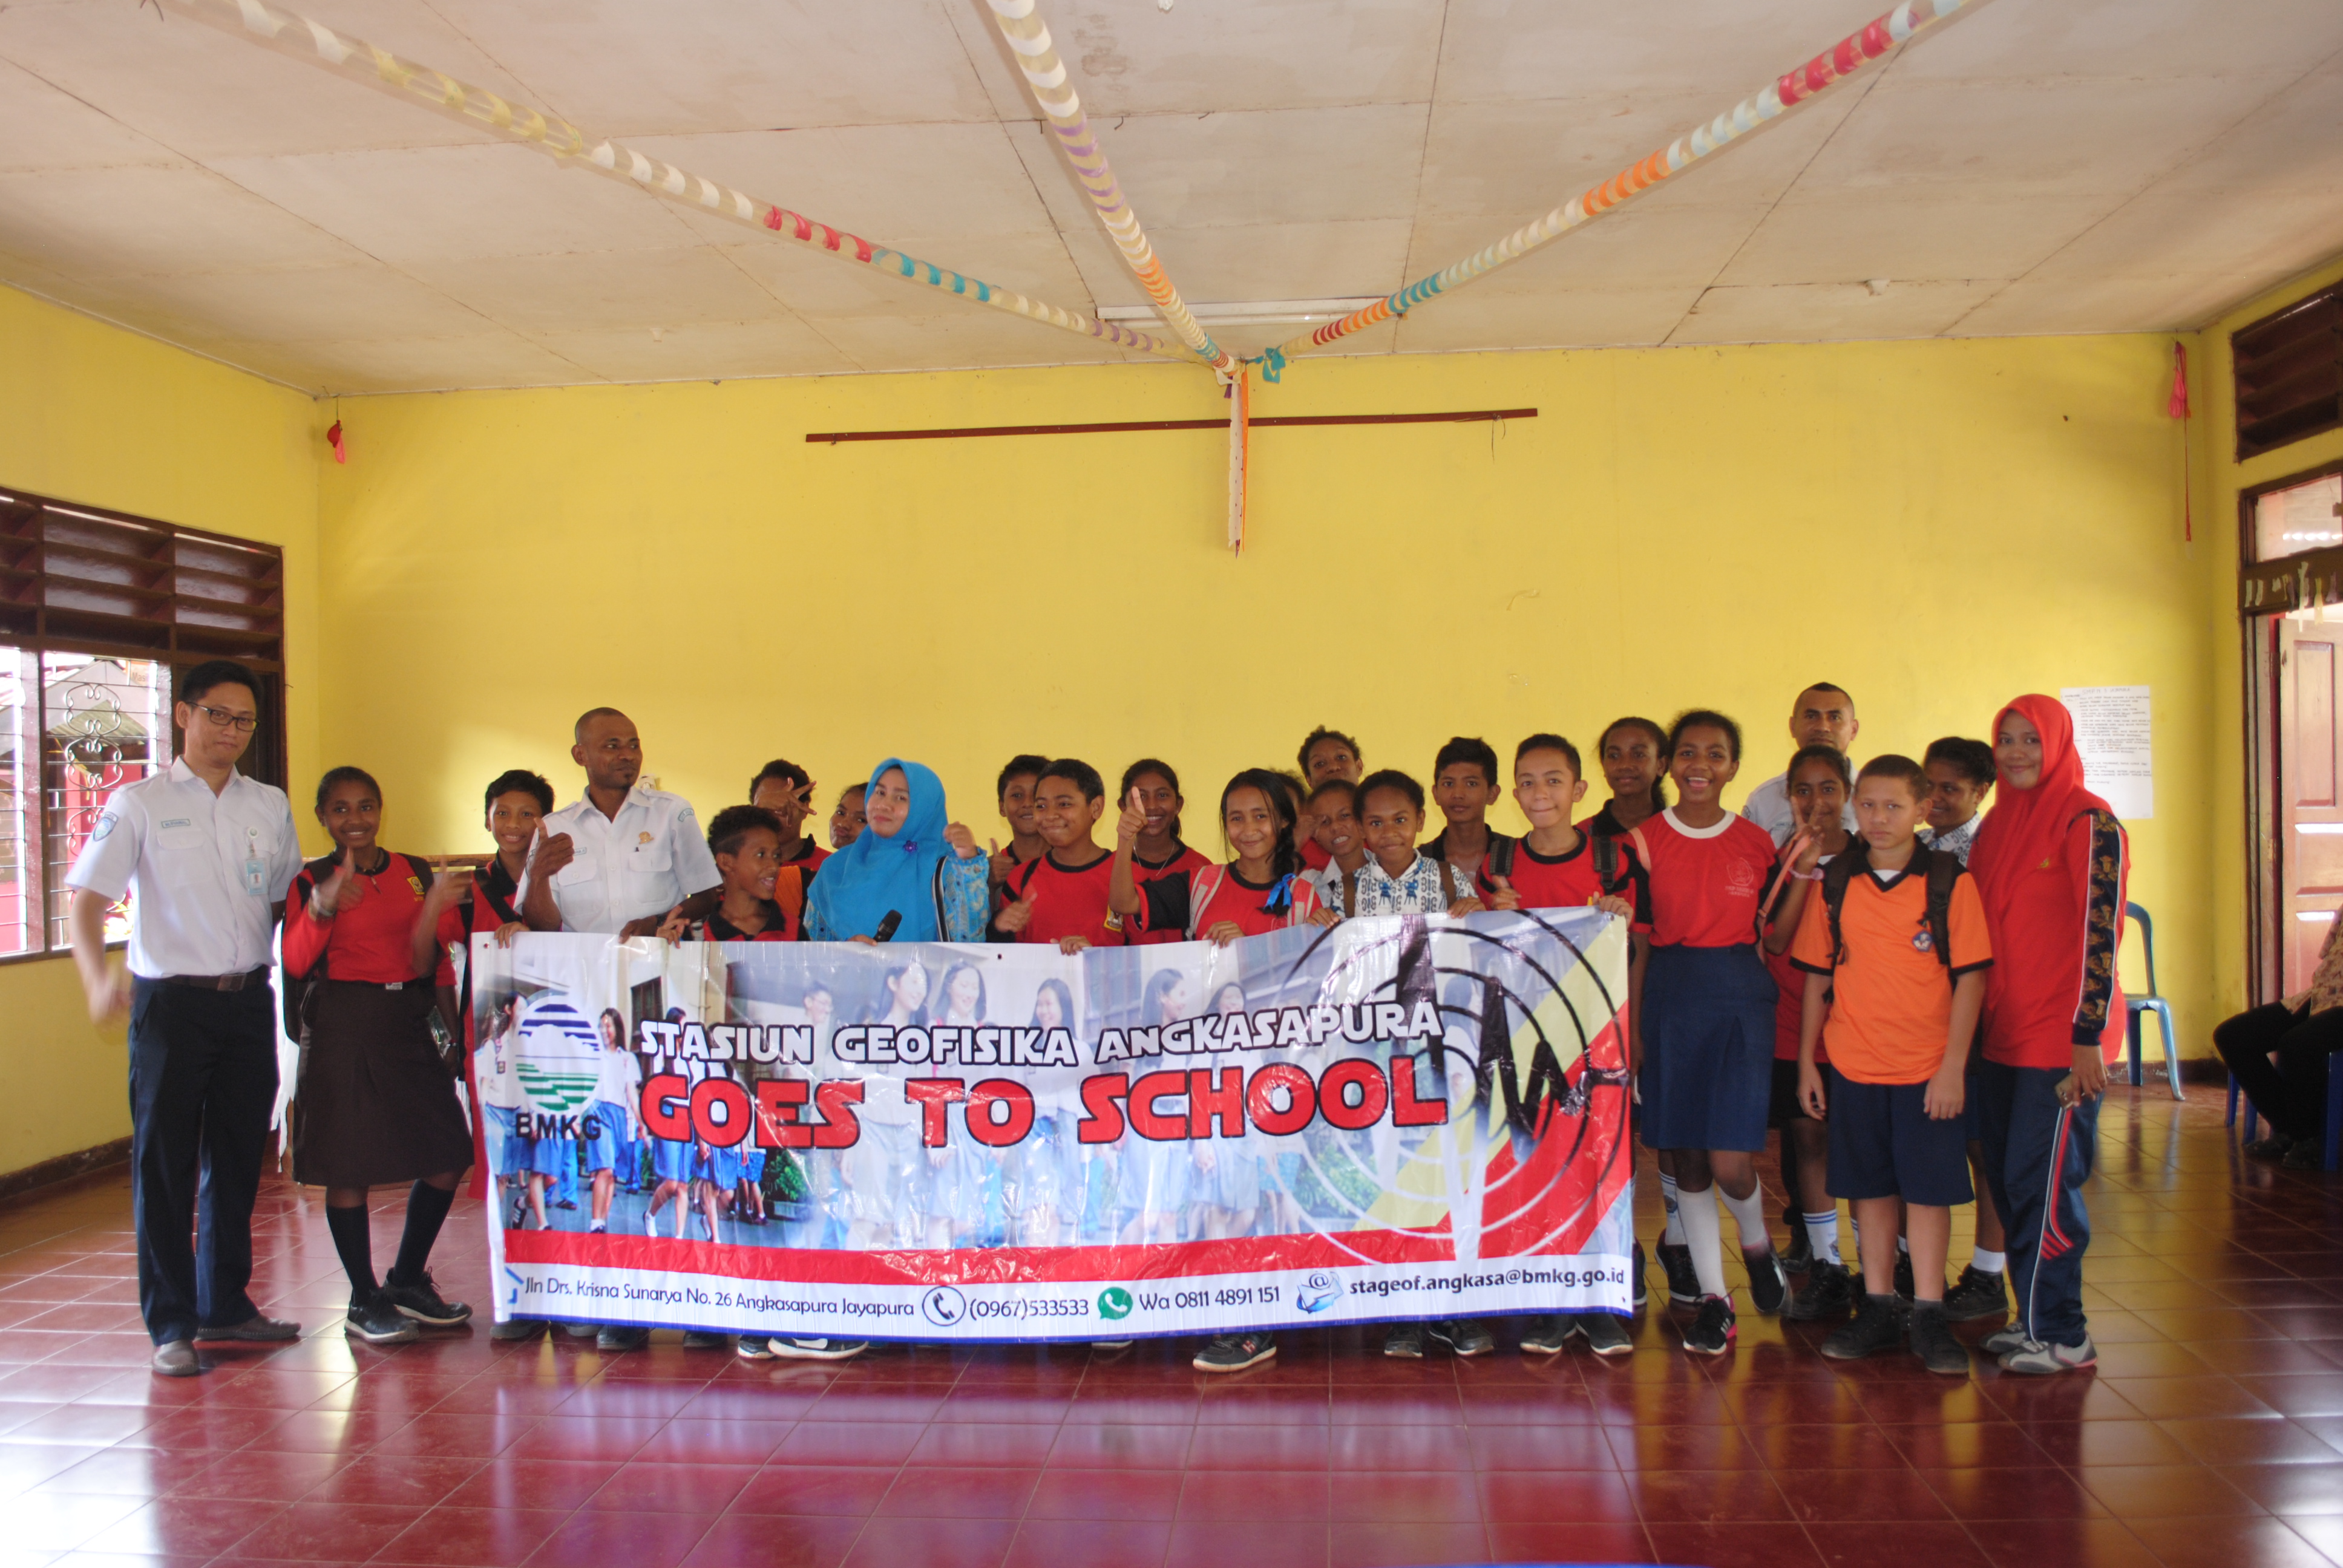 STASIUN GEOFISIKA ANGKASAPURA
GOES TO SCHOOL
BMKG
Jln Drs. Krisna Sunarya No. 26 Angkasapura Jayapura (0967)533533 Wa 0811 4891 151 @ stageof.angkasa@bmkg.go.id